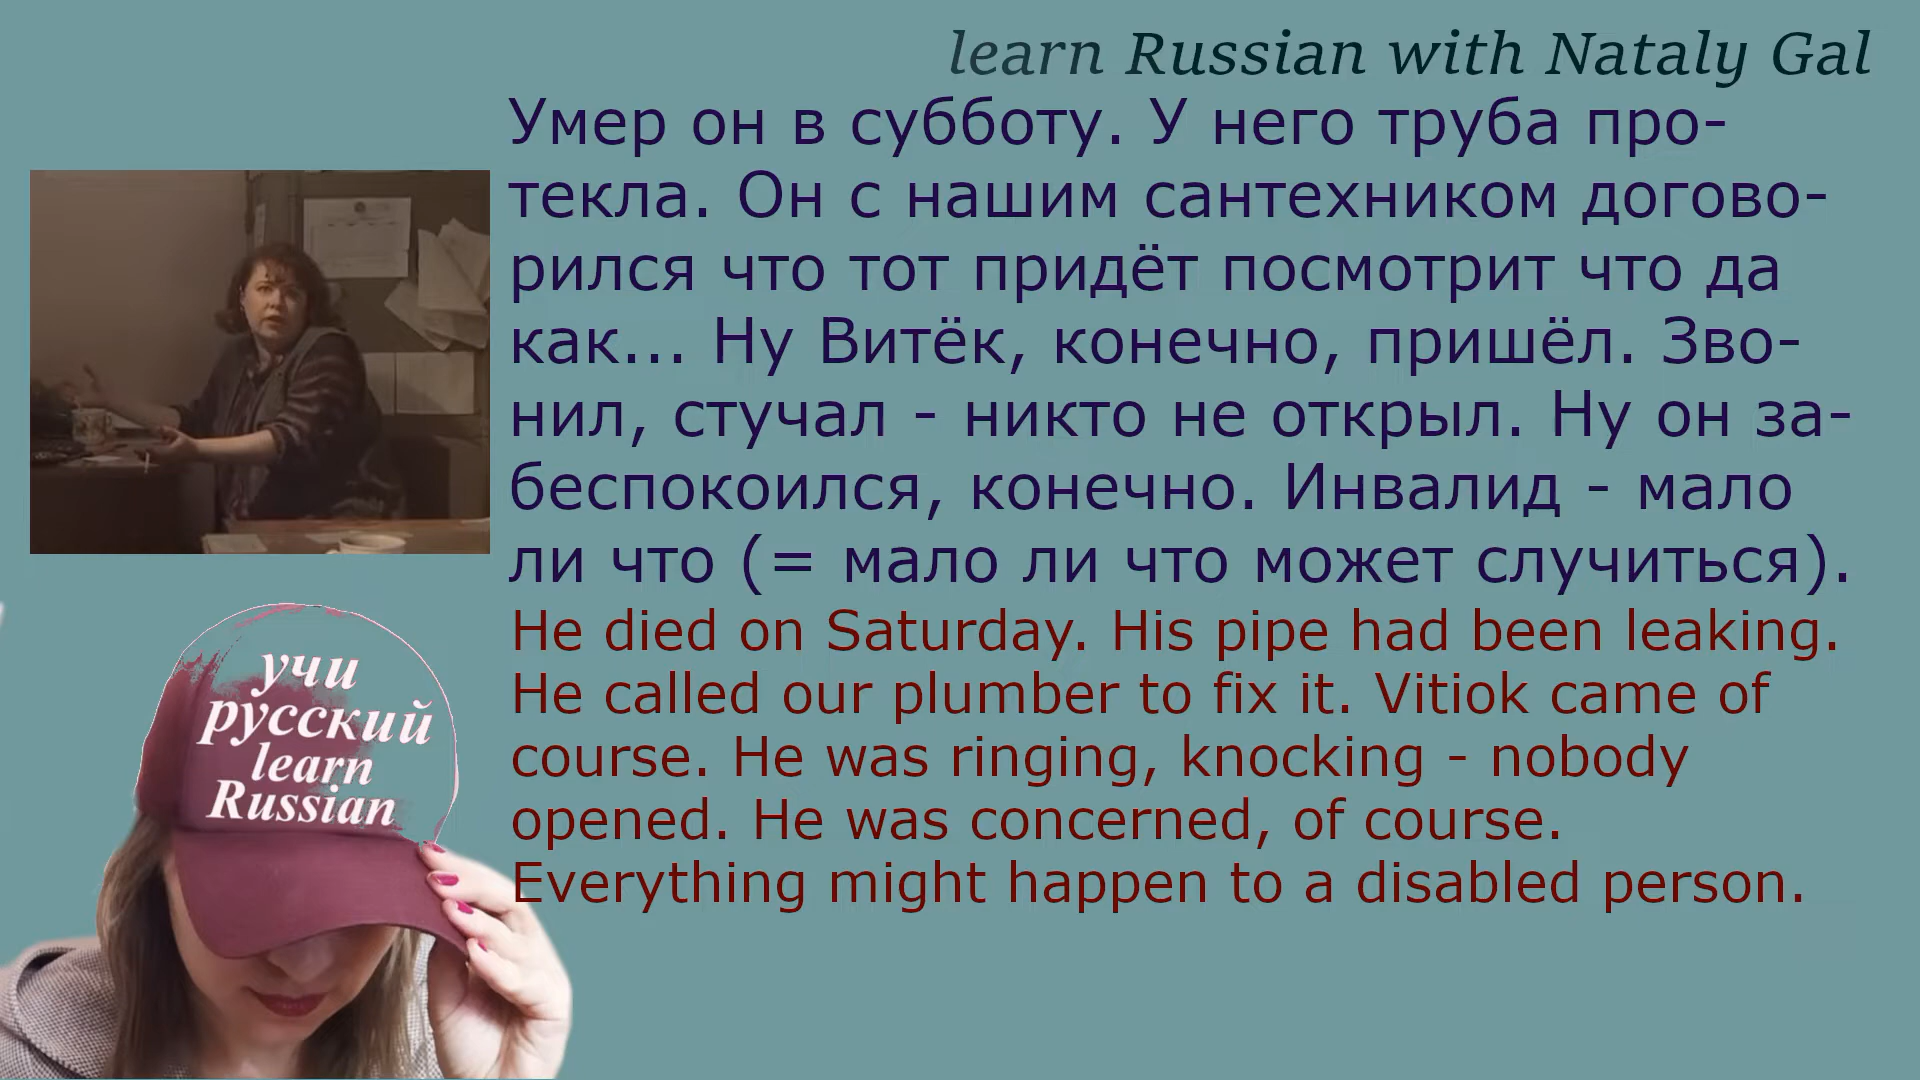 learn Russian with Nataly Gal
Умер он в субботу. У него труба про-
текла. Он с нашим сантехником догово-
рился что тот придёт посмотрит что да
как... Ну Витёк, конечно, пришёл. Зво-
нил, стучал - никто не открыл. Ну он за-
беспокоился, конечно. Инвалид - мало
ли что (= мало ли что может случиться).
He died on Saturday. His pipe had been leaking.
He called our plumber to fix it. Vitiok came of
course. He was ringing, knocking - nobody
opened. He was concerned, of course.
Everything might happen to a disabled person.
учи
русский
learn
Russian